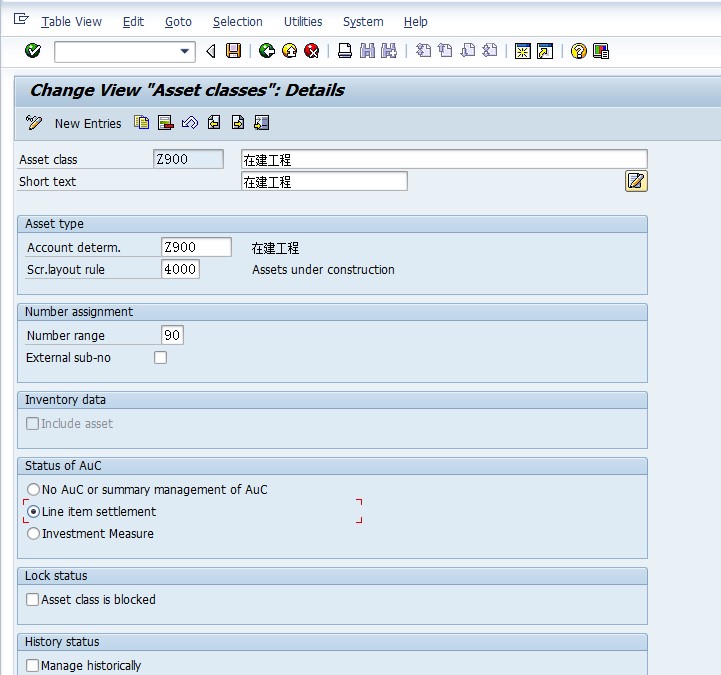 Table View Edit Goto Selection Utilities System Help
Change View "Asset classes": Details
New Entries
Asset class Z900 在建工程
Short text 在建工程
Asset type
Account determ. Z900 在建工程
Scr.layout rule 4000 Assets under construction
Number assignment
Number range 90
External sub-no
Inventory data
Include asset
Status of AuC
No AuC or summary management of AuC
Line item settlement
Investment Measure
Lock status
Asset class is blocked
History status
Manage historically